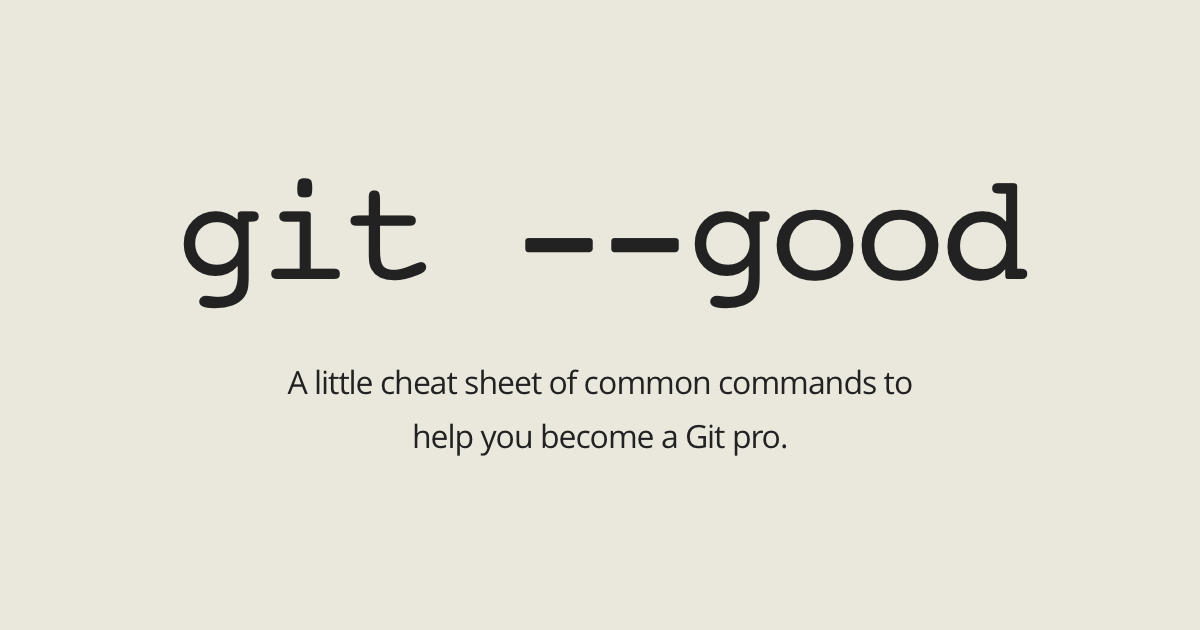 git --good
A little cheat sheet of common commands to
help you become a Git pro.